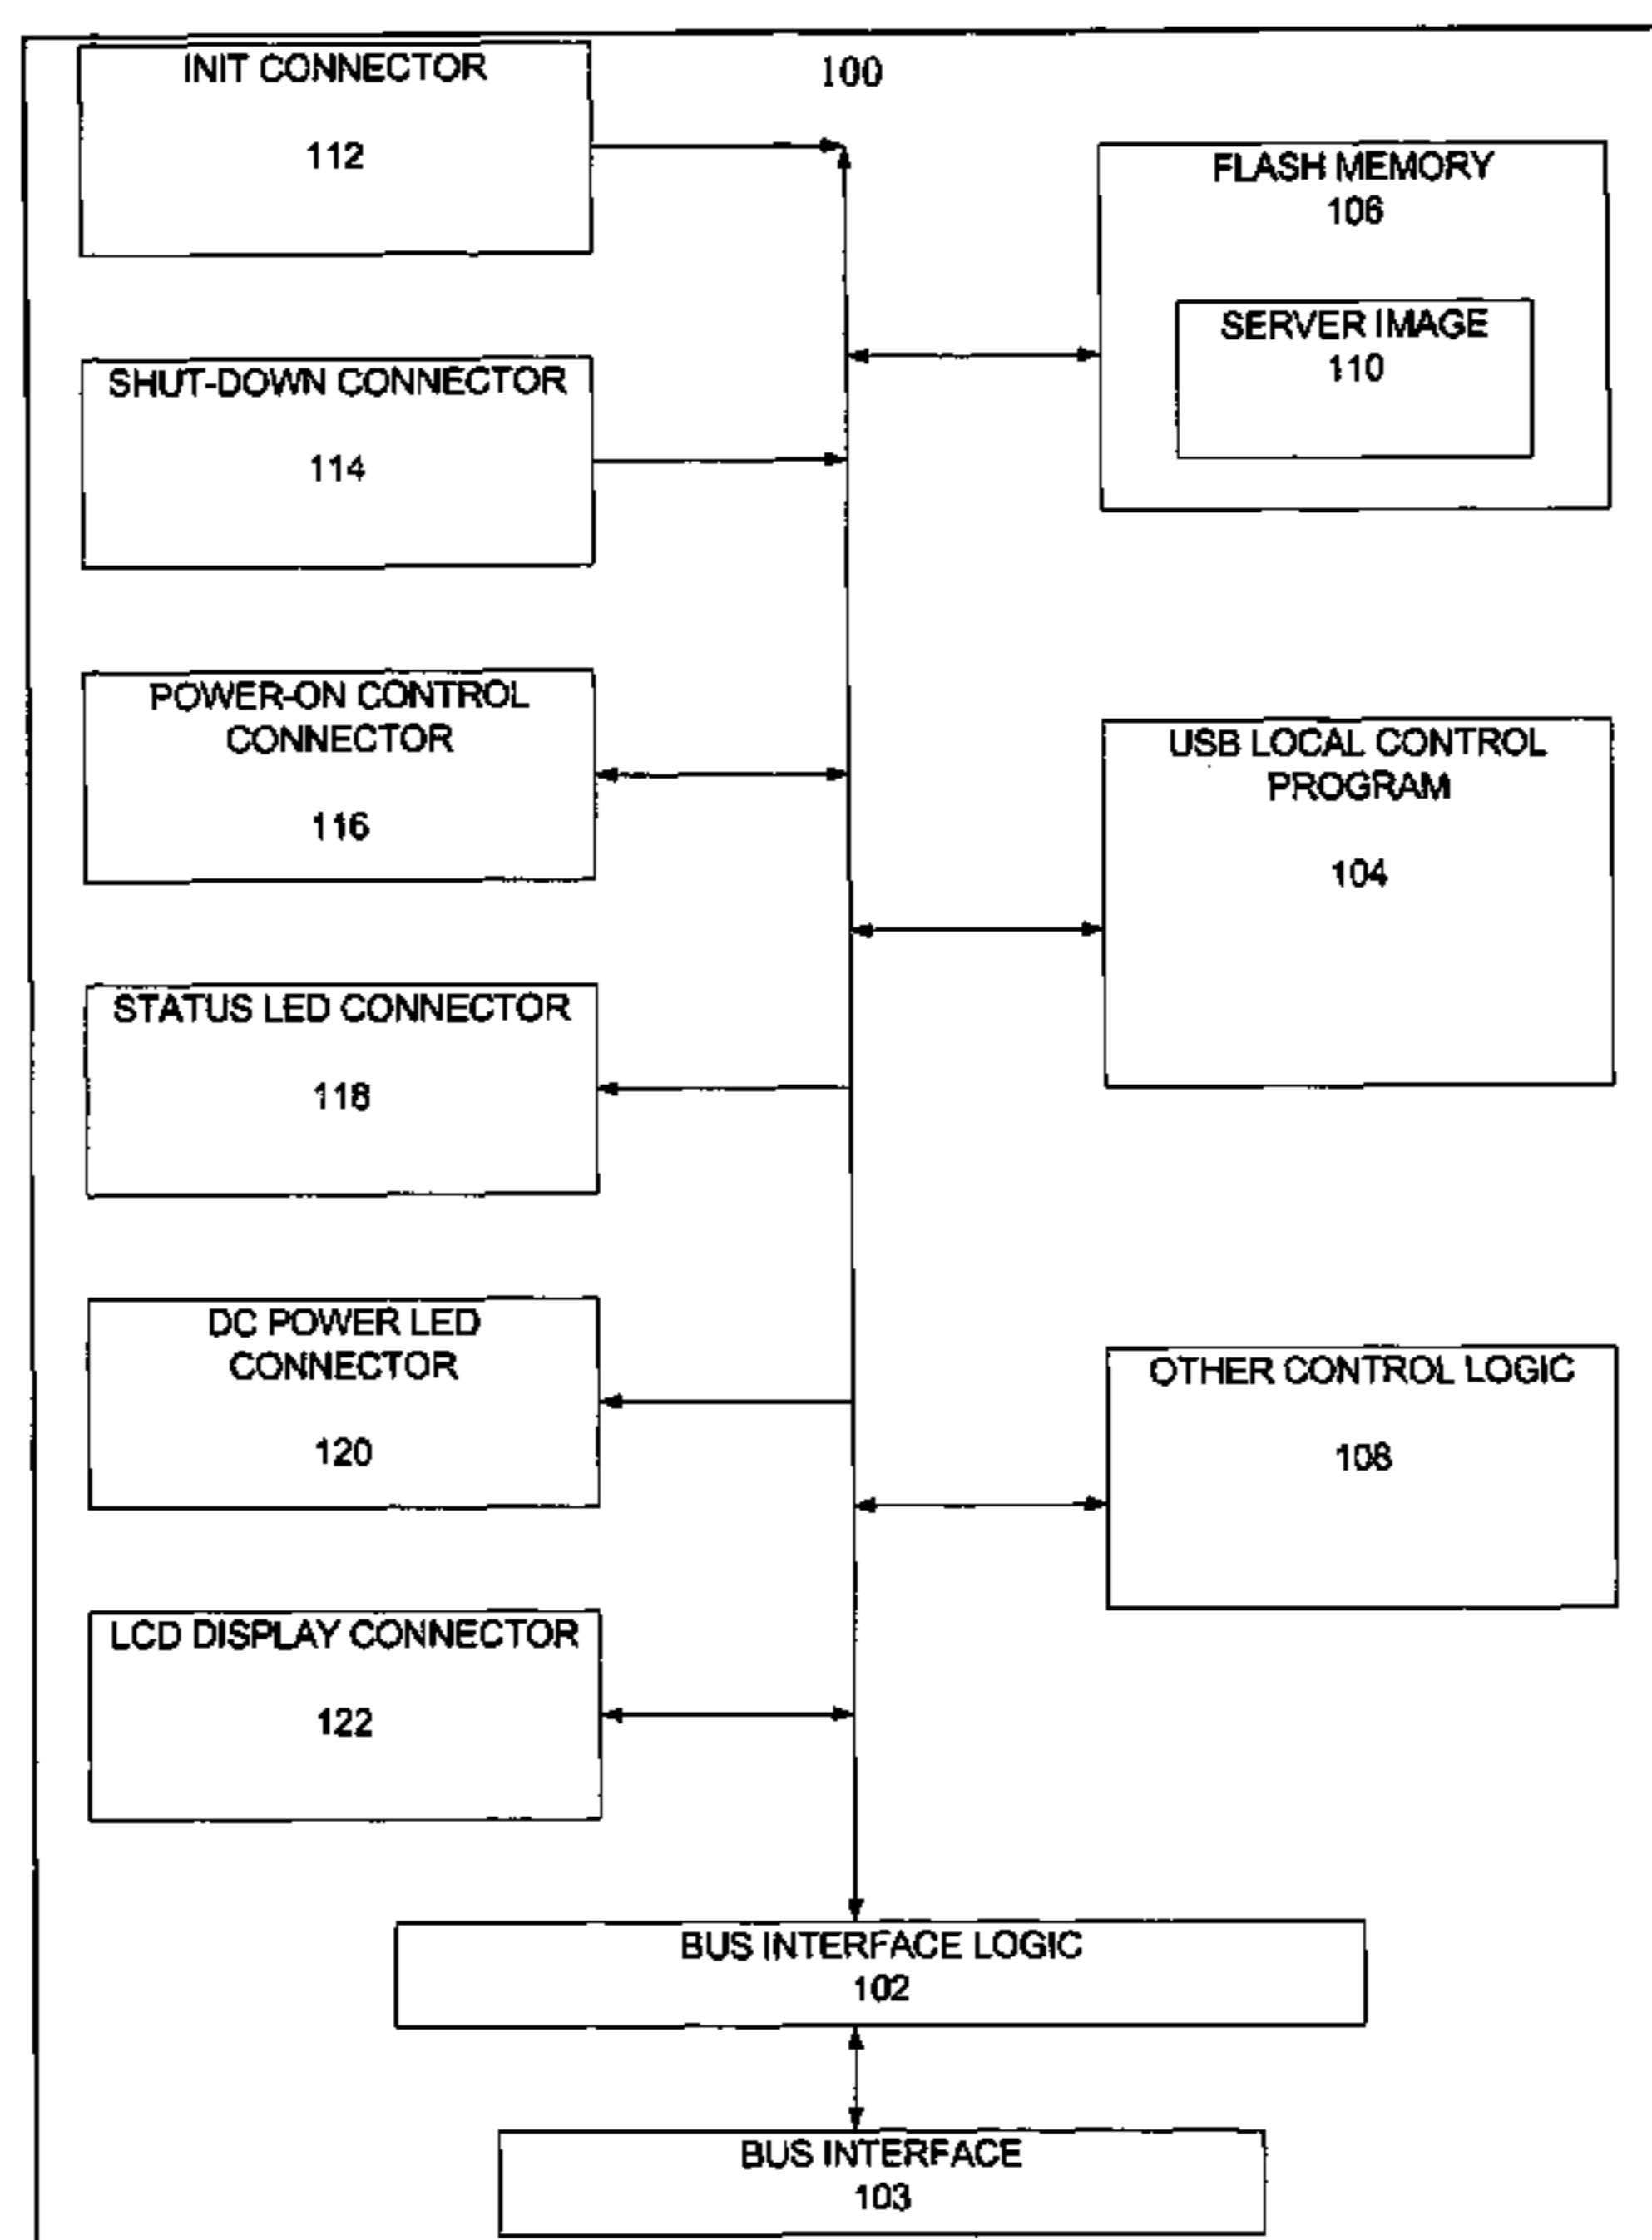 100
INIT CONNECTOR
112
SHUT-DOWN CONNECTOR
114
POWER-ON CONTROL
CONNECTOR
116
STATUS LED CONNECTOR
118
DC POWER LED
CONNECTOR
120
LCD DISPLAY CONNECTOR
122
FLASH MEMORY
106
SERVER IMAGE
110
USB LOCAL CONTROL
PROGRAM
104
OTHER CONTROL LOGIC
108
BUS INTERFACE LOGIC
102
BUS INTERFACE
103